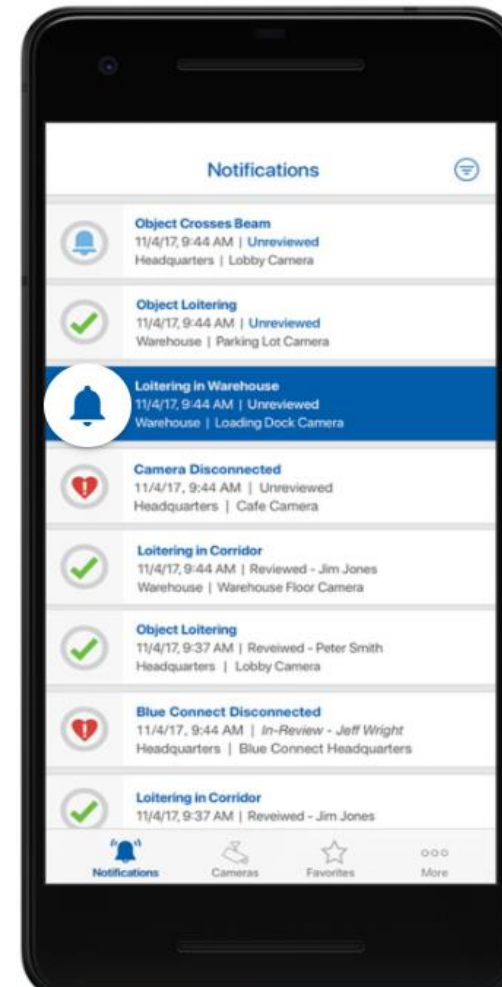 Notifications
Object Crosses Beam
11/4/17, 9:44 AM | Unreviewed
Headquarters | Lobby Camera
Object Loitering
11/4/17, 9:44 AM | Unreviewed
Warehouse | Parking Lot Camera
Loitering in Warehouse
11/4/17, 9:44 AM | Unreviewed
Warehouse | Loading Dock Camera
Camera Disconnected
11/4/17, 9:44 AM | Unreviewed
Headquarters | Cafe Camera
Loitering in Corridor
11/4/17, 9:44 AM | Reviewed - Jim Jones
Warehouse | Warehouse Floor Camera
Object Loitering
11/4/17, 9:37 AM | Reveiwed - Peter Smith
Headquarters | Lobby Camera
Blue Connect Disconnected
11/4/17, 9:44 AM | In-Review - Jeff Wright
Headquarters | Blue Connect Headquarters
Loitering in Corridor
11/4/17, 9:37 AM | Reveiwed - Jim Jones
Notifications Cameras Favorites More